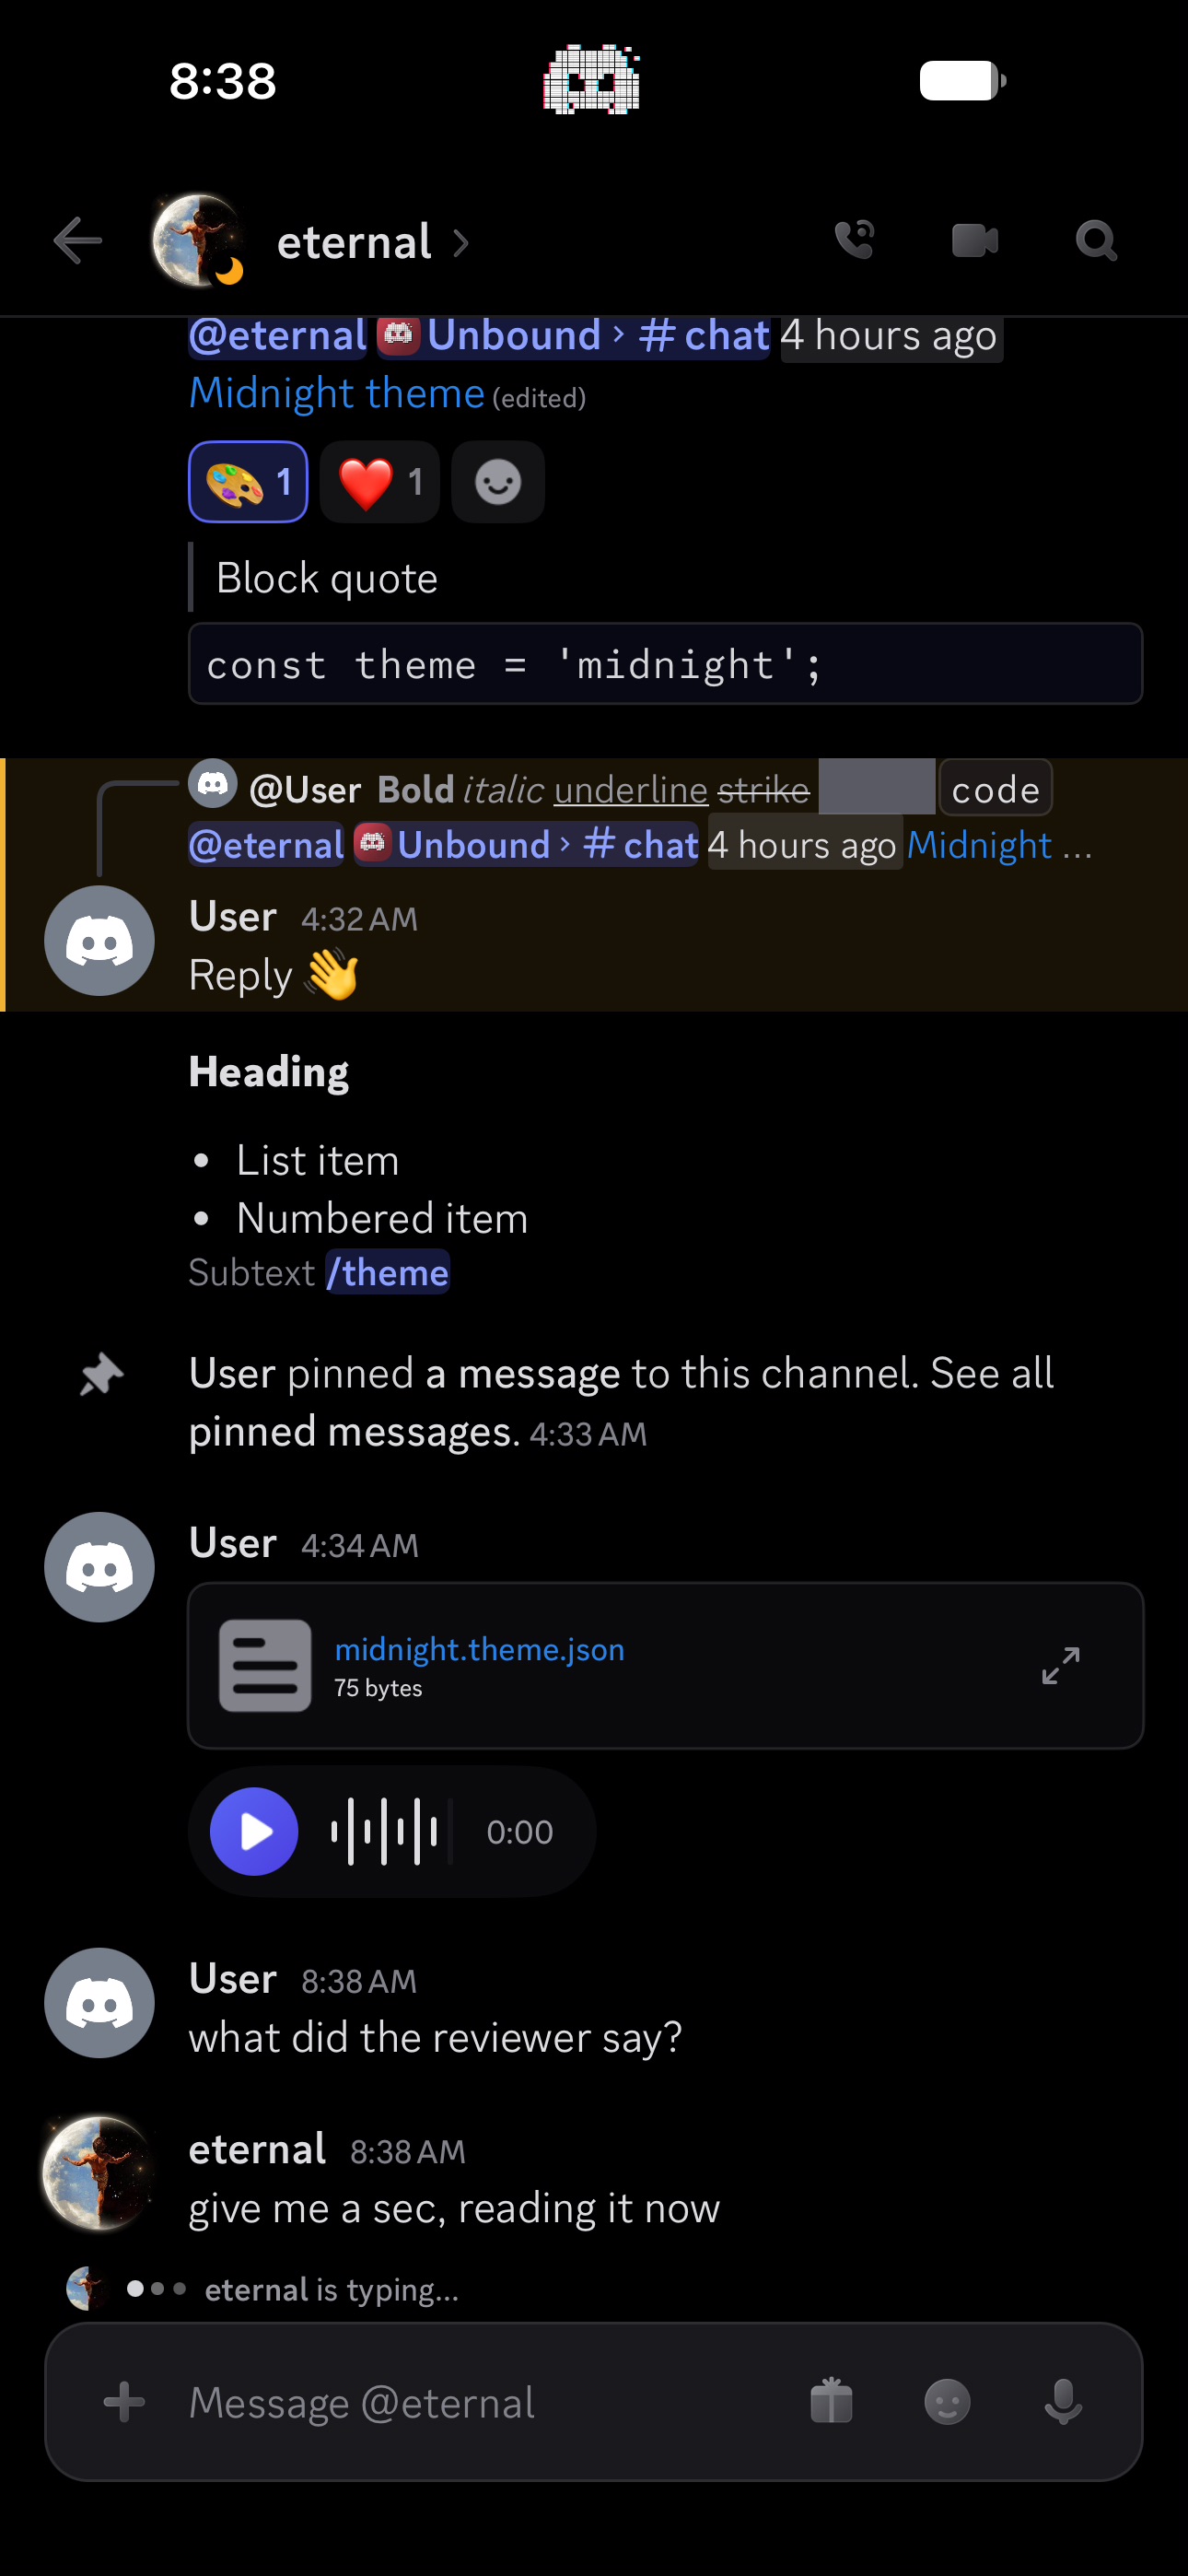 8:38
eternal
@eternal Unbound › # chat 4 hours ago
Midnight theme (edited)
1 1
Block quote
const theme = 'midnight';
@User Bold italic underline strike code
@eternal Unbound › # chat 4 hours ago Midnight ...
User 4:32 AM
Reply
Heading
• List item
• Numbered item
Subtext /theme
User pinned a message to this channel. See all
pinned messages. 4:33 AM
User 4:34 AM
midnight.theme.json
75 bytes
0:00
User 8:38 AM
what did the reviewer say?
eternal 8:38 AM
give me a sec, reading it now
eternal is typing...
Message @eternal